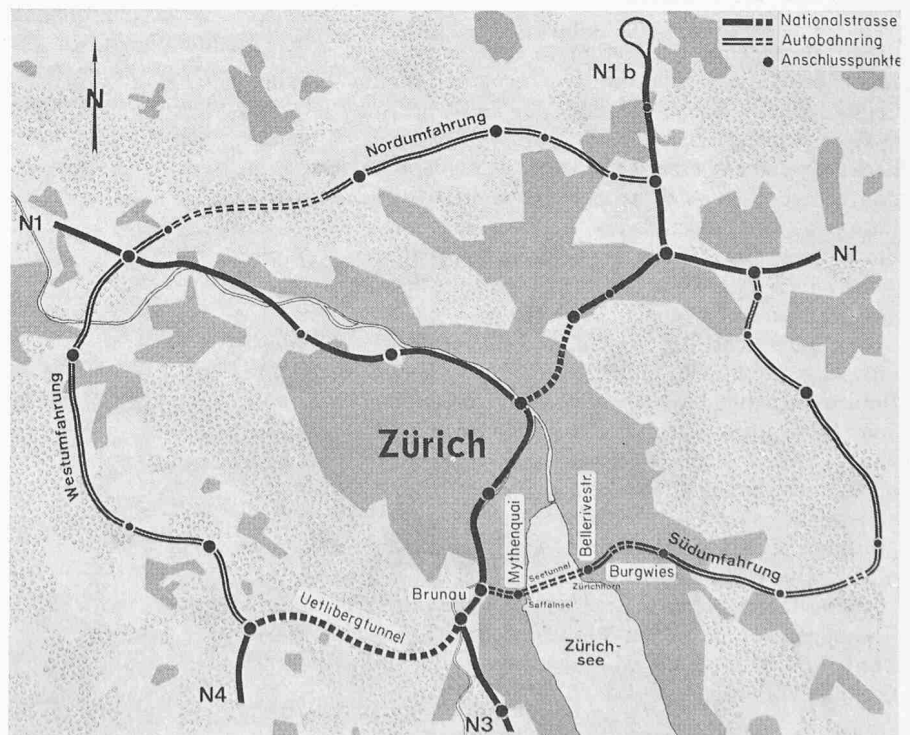 Nationalstrasse
Autobahnring
Anschlusspunkte
N
N1 b
Nordumfahrung
N1
N1
Westumfahrung
Zürich
Mythenquai
Bellerivestr.
Südumfahrung
Burgwies
Seetunnel
Zürichhorn
Saffainsel
Brunau
Uetlibergtunnel
Zürich-
see
N4
N3